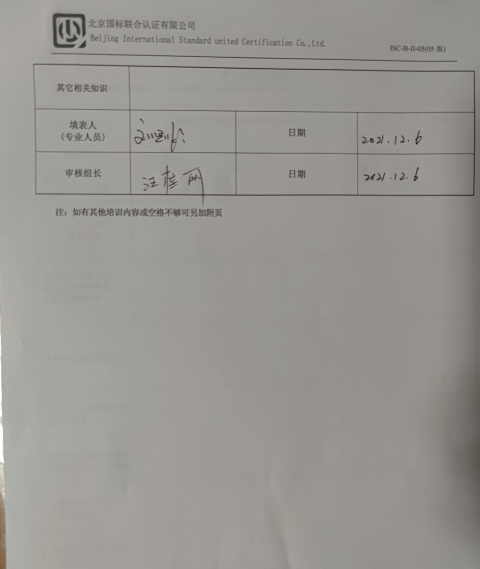 北京国标联合认证有限公司
Beijing International Standard united Certification Co.,Ltd.
ISC-B-II-05(05 版)
其它相关知识
填表人
(专业人员)
日期
2021.12.6
审核组长
汪桂丽
日期
2021.12.6
注：如有其他培训内容或空格不够可另加附页